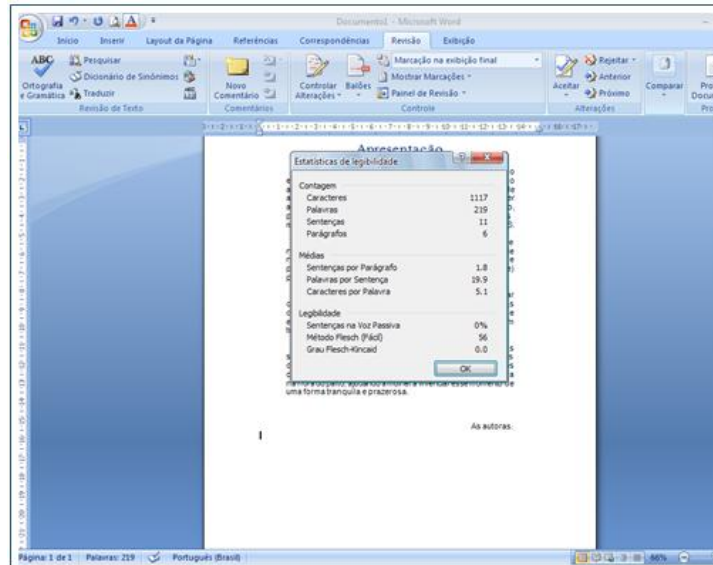 Documento1 - Microsoft Word
Início Inserir Layout da Página Referências Correspondências Revisão Exibição
ABC Ortografia e Gramática
Pesquisar
Dicionário de Sinônimos
Traduzir
Revisão de Texto
Novo Comentário
Comentários
Controlar Alterações
Balões
Marcação na exibição final
Mostrar Marcações
Painel de Revisão
Controle
Aceitar
Rejeitar
Anterior
Próximo
Alterações
Comparar
Apresentação
Estatísticas de legibilidade
Contagem
Caracteres 1117
Palavras 219
Sentenças 11
Parágrafos 6
Médias
Sentenças por Parágrafo 1.8
Palavras por Sentença 19.9
Caracteres por Palavra 5.1
Legibilidade
Sentenças na Voz Passiva 0%
Método Flesch (Fácil) 56
Grau Flesch-Kincaid 0.0
OK
uma forma tranquila e prazerosa.
As autoras.
Página: 1 de 1 Palavras: 219 Português (Brasil) 66%